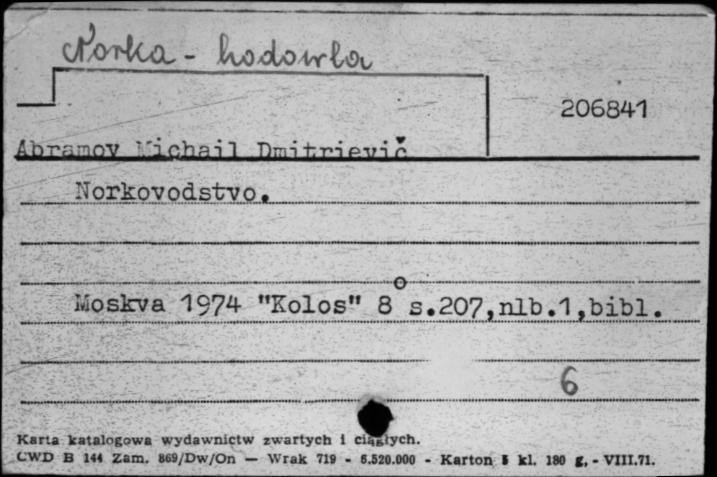 Norka - hodowla
206841
Abramov Michail Dmitrievič
Norkovodstvo.
Moskva 1974 "Kolos" 8° s.207,nlb.1,bibl.
6
Karta katalogowa wydawnictw zwartych i ciągłych.
CWD B 144 Zam. 869/Dw/On — Wrak 719 - 6.520.000 - Karton 5 kl. 180 g. - VIII.71.